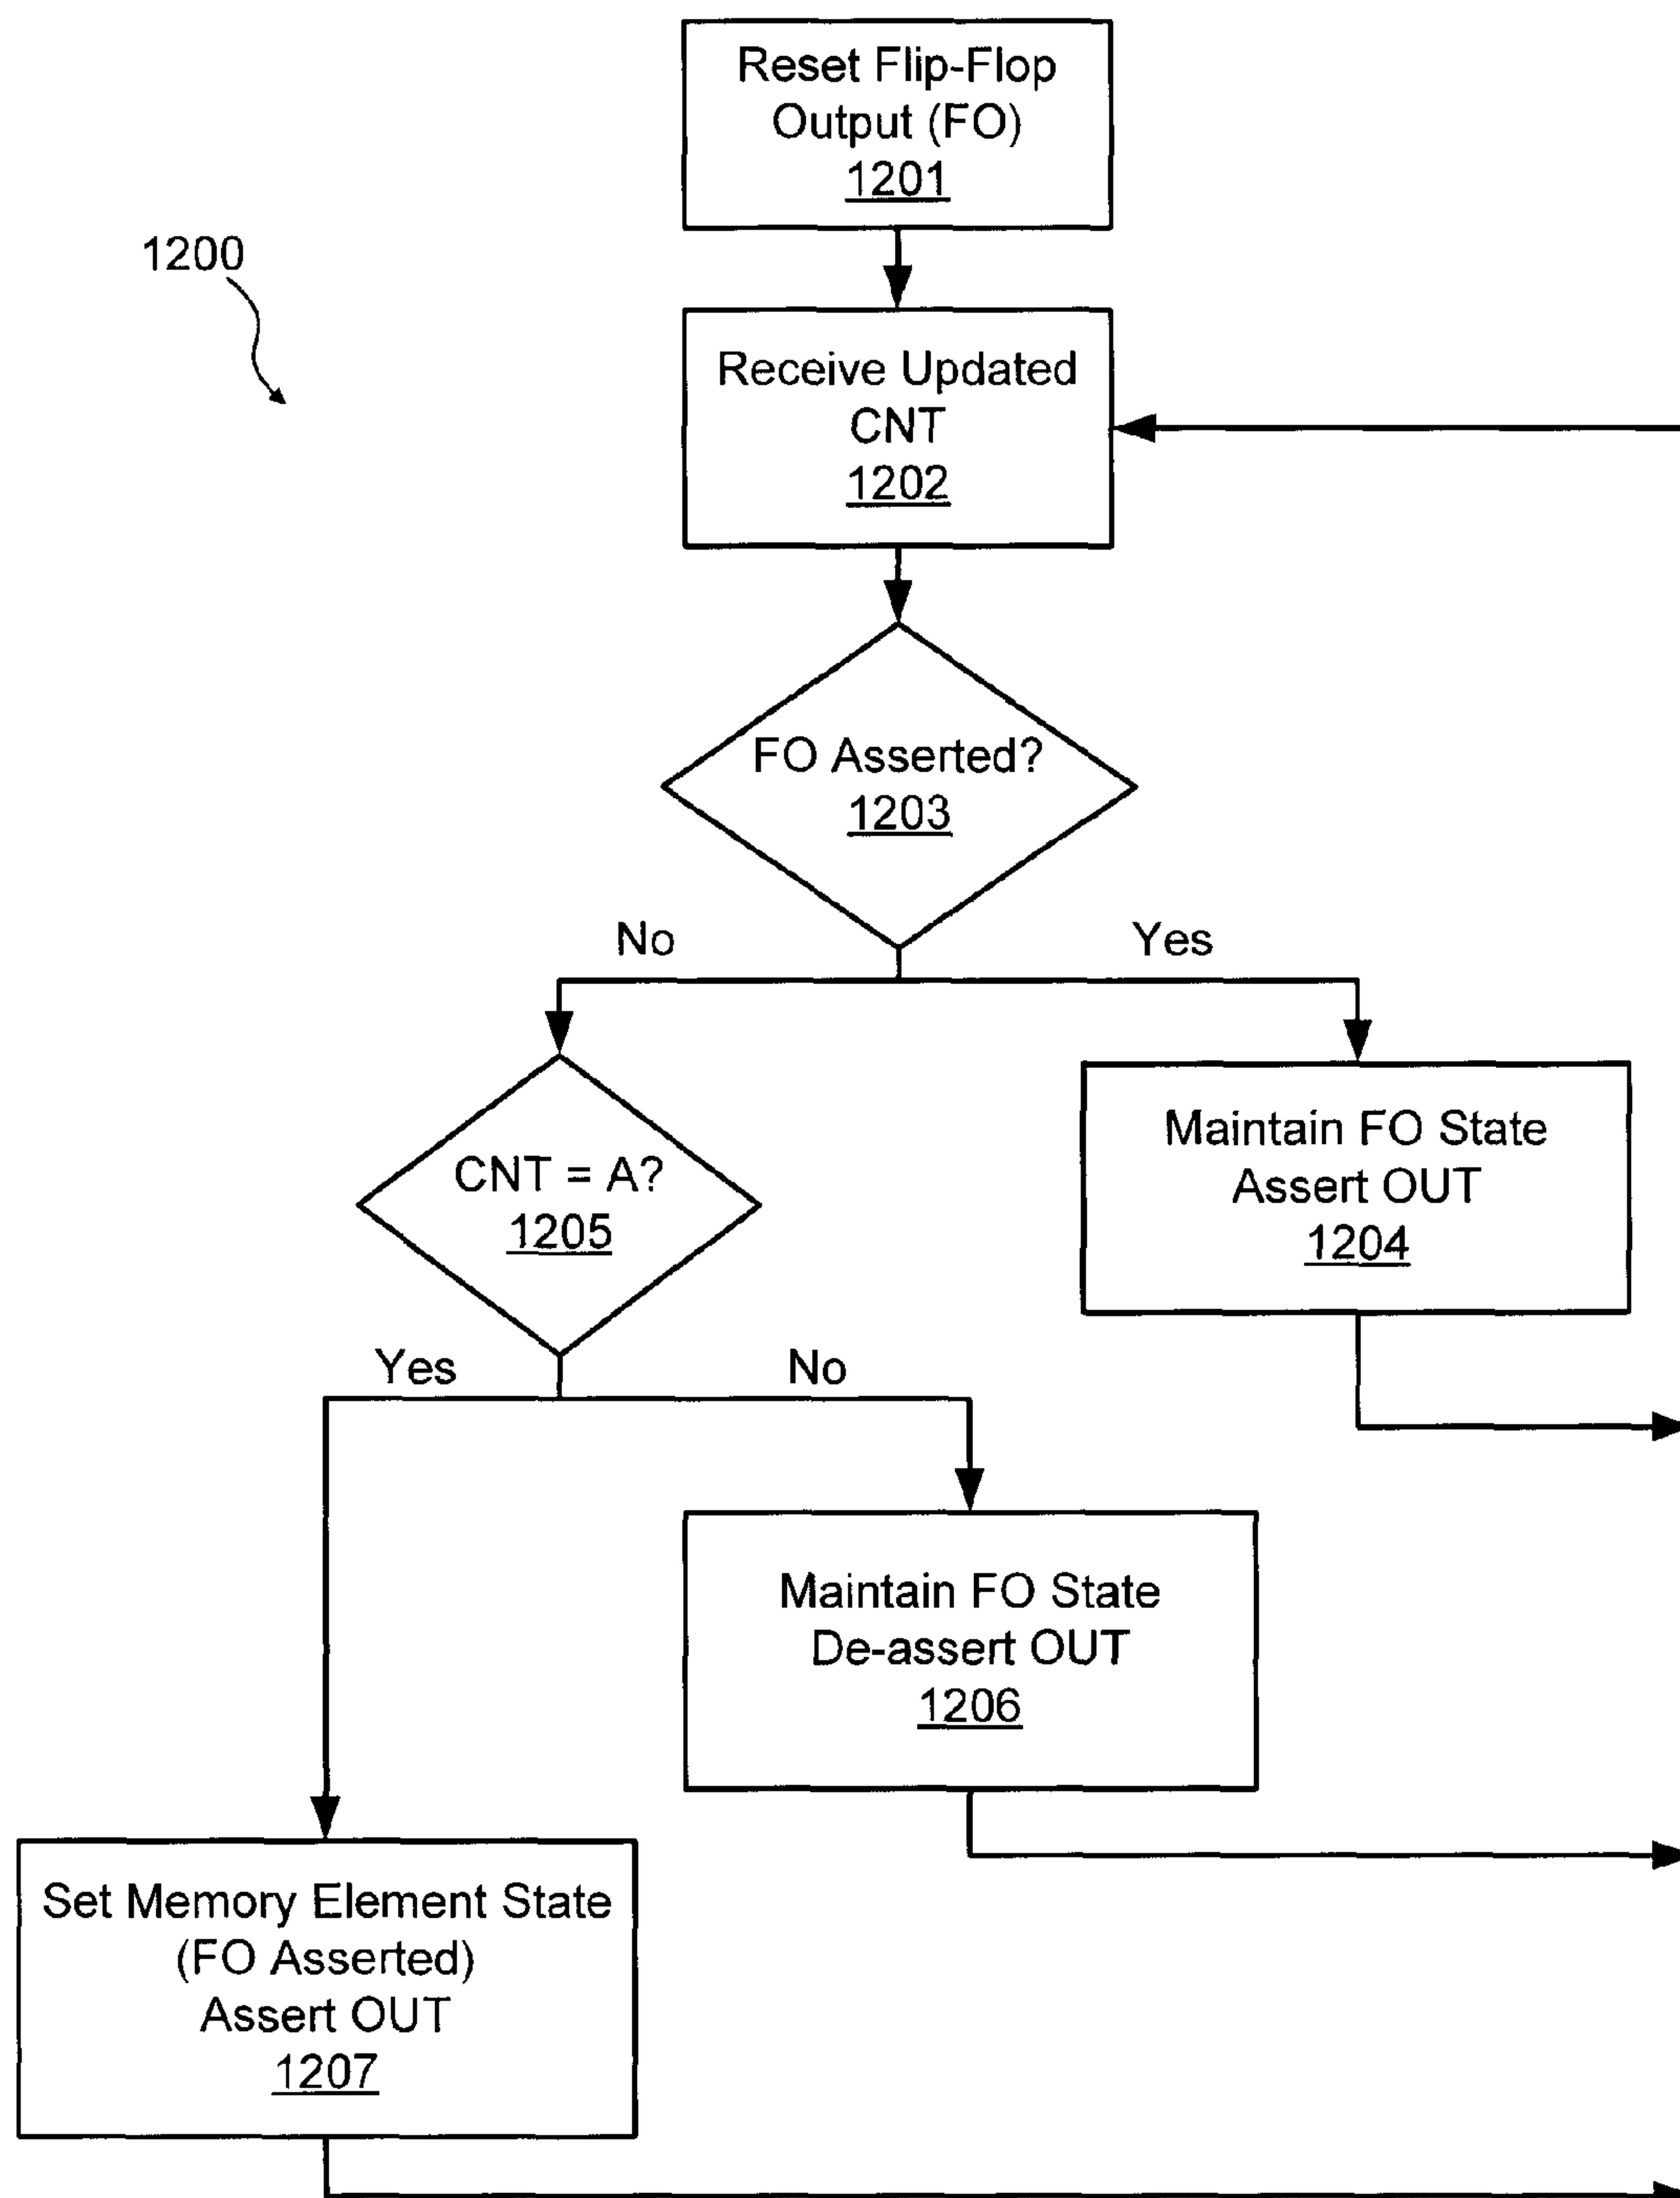 Reset Flip-Flop
Output (FO)
1201
1200
Receive Updated
CNT
1202
FO Asserted?
1203
No
Yes
CNT = A?
1205
Maintain FO State
Assert OUT
1204
Yes
No
Maintain FO State
De-assert OUT
1206
Set Memory Element State
(FO Asserted)
Assert OUT
1207